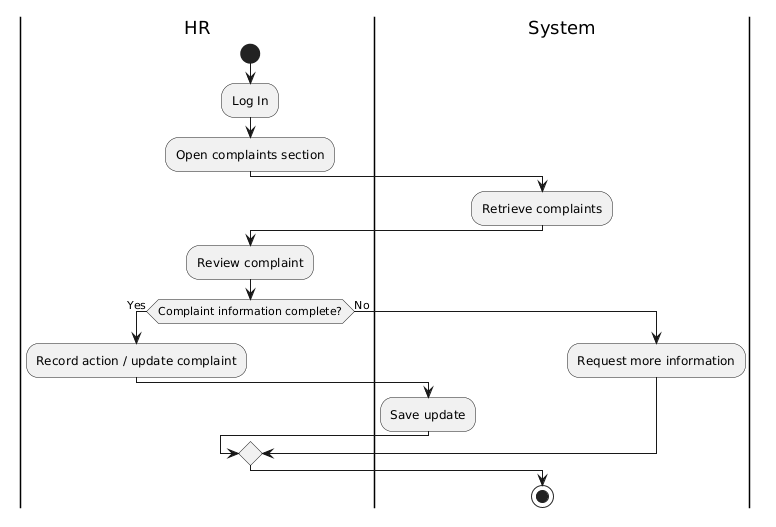 HR
System
Log In
Open complaints section
Retrieve complaints
Review complaint
Yes
Complaint information complete?
No
Record action / update complaint
Request more information
Save update